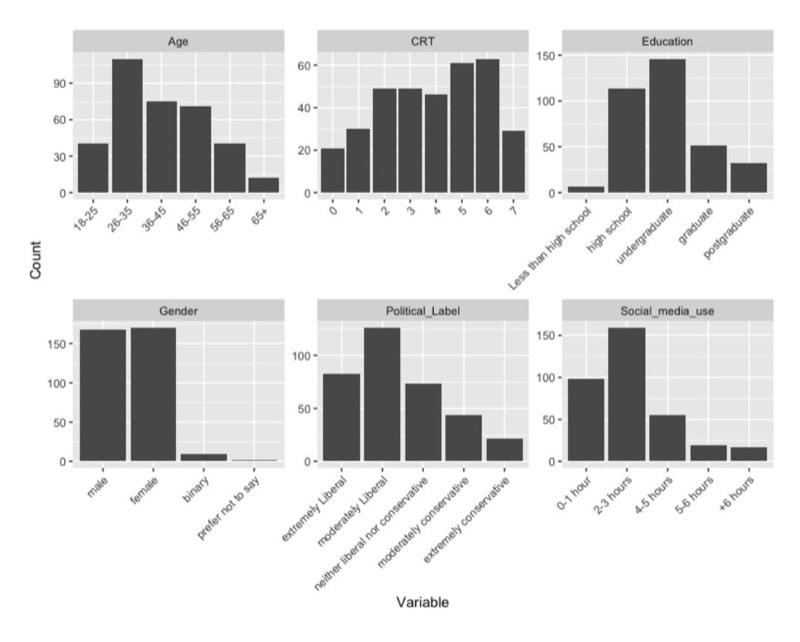 Age
CRT
Education
90
60
30
0
18-25
26-35
36-45
46-55
56-65
65+
60
40
20
0
0
1
2
3
4
5
6
7
150
100
50
0
Less than high school
high school
undergraduate
graduate
postgraduate
Count
Gender
Political_Label
Social_media_use
150
100
50
0
male
female
binary
prefer not to say
100
50
0
extremely Liberal
moderately Liberal
neither liberal nor conservative
moderately conservative
extremely conservative
150
100
50
0
0-1 hour
2-3 hours
4-5 hours
5-6 hours
+6 hours
Variable